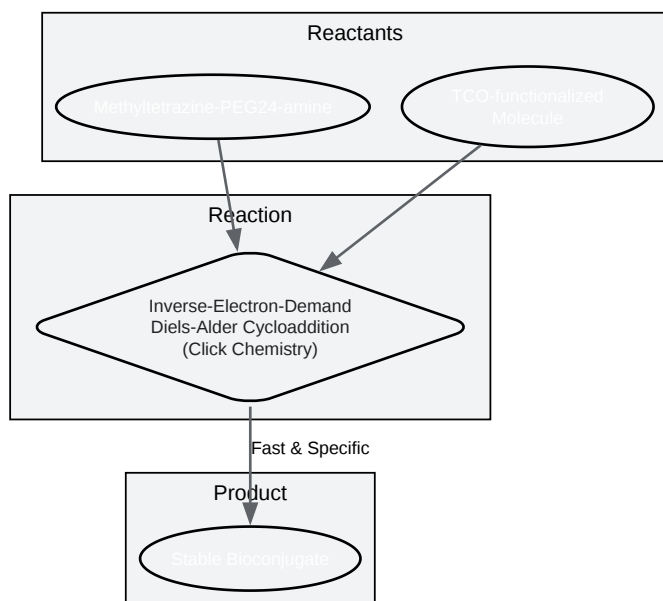 Reactants
Methyltetrazine-PEG24-amine
TCO-functionalized
Molecule
Reaction
Inverse-Electron-Demand
Diels-Alder Cycloaddition
(Click Chemistry)
Fast & Specific
Product
Stable Bioconjugate